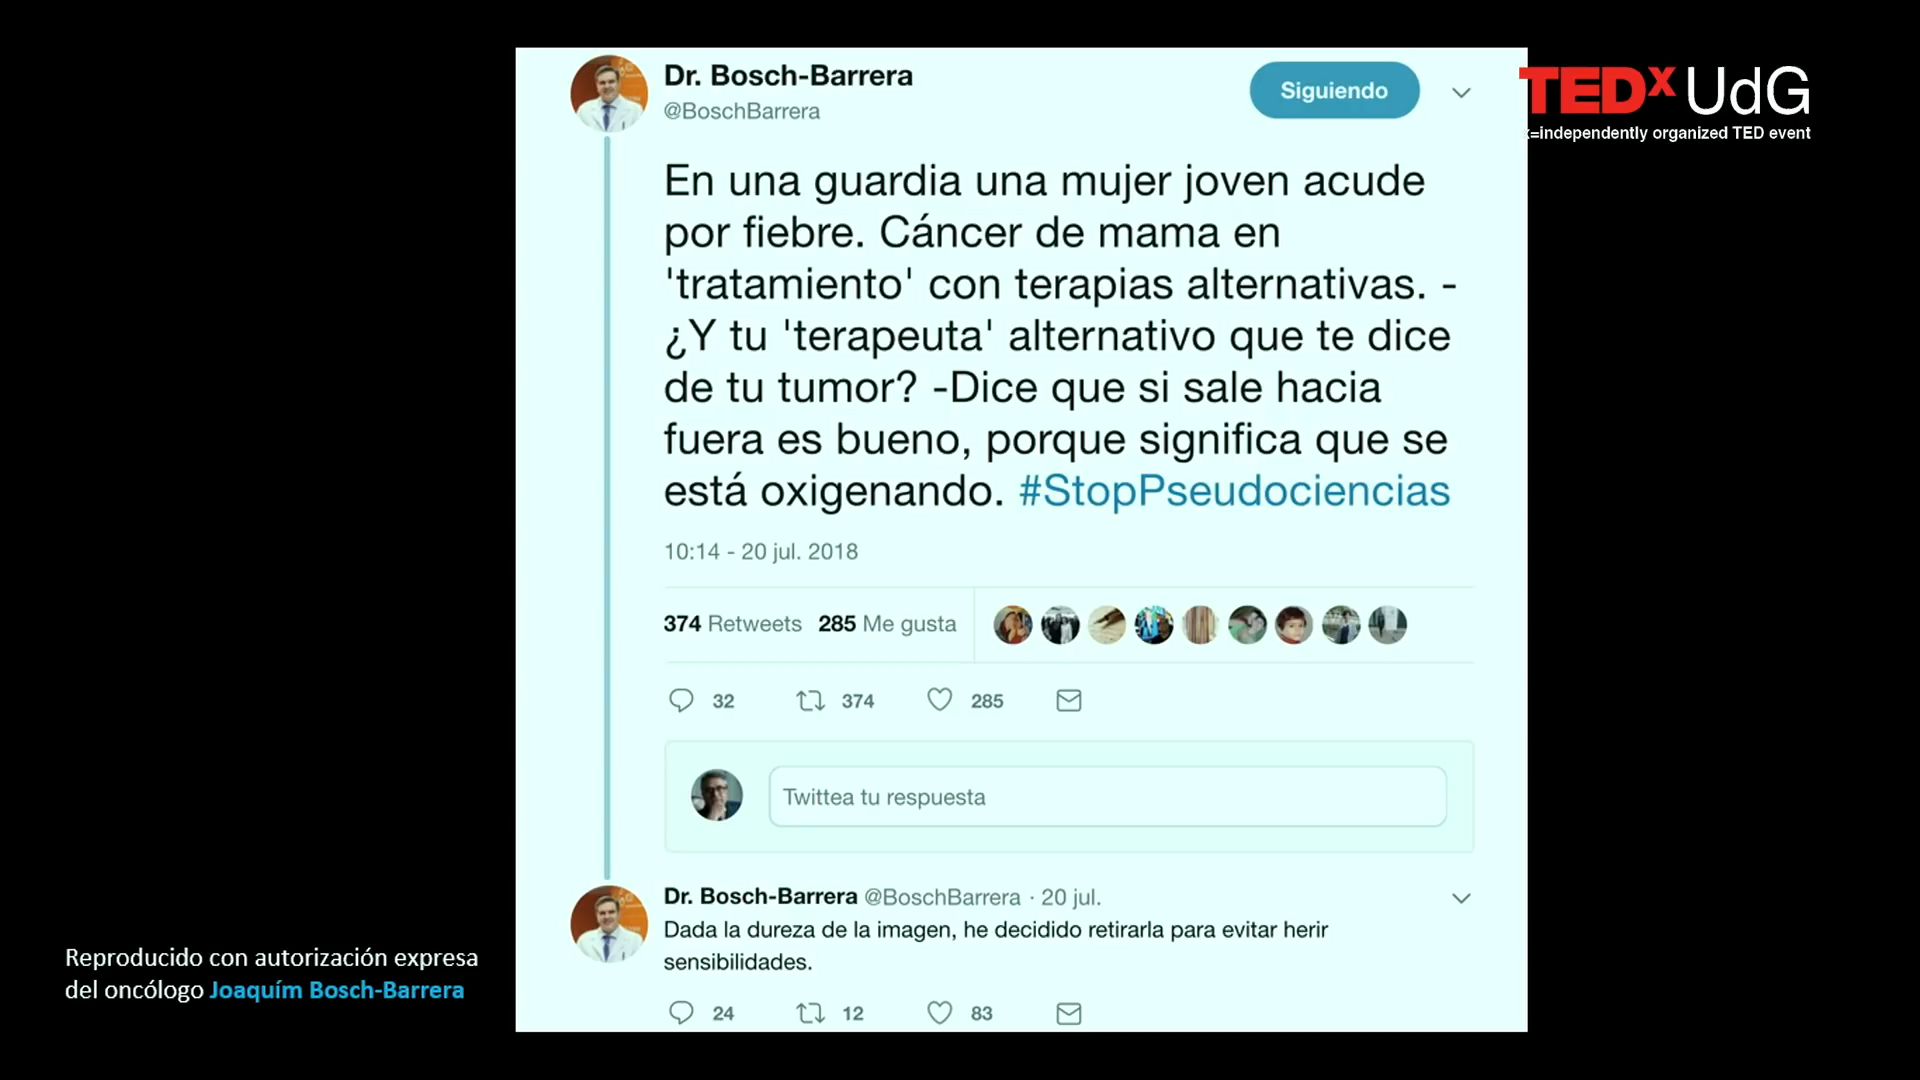 Dr. Bosch-Barrera
@BoschBarrera
Siguiendo
TEDx UdG
x=independently organized TED event
En una guardia una mujer joven acude
por fiebre. Cáncer de mama en
'tratamiento' con terapias alternativas. -
¿Y tu 'terapeuta' alternativo que te dice
de tu tumor? -Dice que si sale hacia
fuera es bueno, porque significa que se
está oxigenando. #StopPseudociencias
10:14 - 20 jul. 2018
374 Retweets 285 Me gusta
32 374 285
Twittea tu respuesta
Dr. Bosch-Barrera @BoschBarrera · 20 jul.
Dada la dureza de la imagen, he decidido retirarla para evitar herir
sensibilidades.
24 12 83
Reproducido con autorización expresa
del oncólogo Joaquím Bosch-Barrera